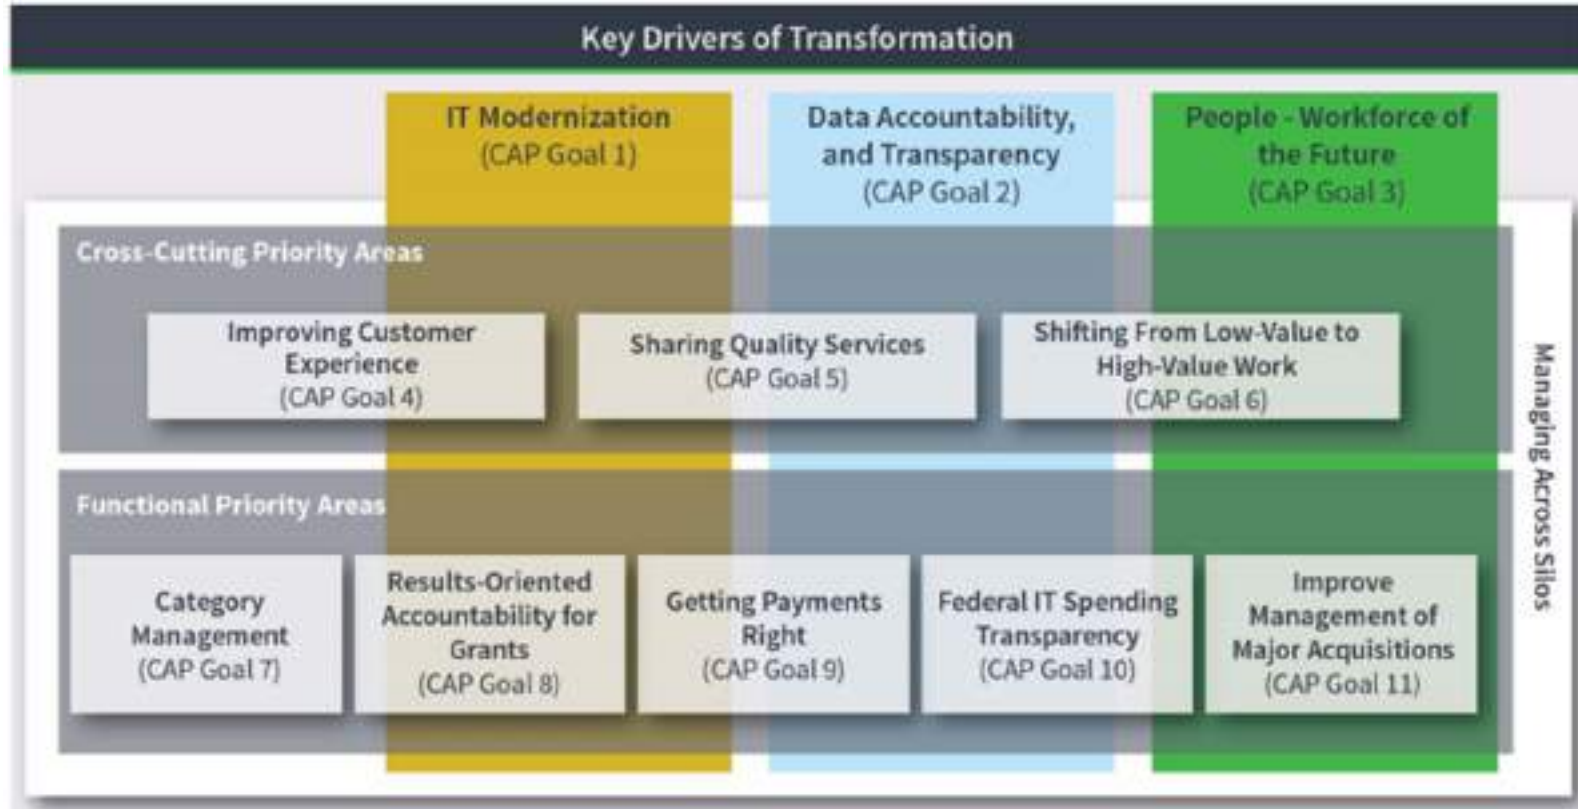 Key Drivers of Transformation
IT Modernization
(CAP Goal 1)
Data Accountability,
and Transparency
(CAP Goal 2)
People - Workforce of
the Future
(CAP Goal 3)
Cross-Cutting Priority Areas
Improving Customer
Experience
(CAP Goal 4)
Sharing Quality Services
(CAP Goal 5)
Shifting From Low-Value to
High-Value Work
(CAP Goal 6)
Functional Priority Areas
Category
Management
(CAP Goal 7)
Results-Oriented
Accountability for
Grants
(CAP Goal 8)
Getting Payments
Right
(CAP Goal 9)
Federal IT Spending
Transparency
(CAP Goal 10)
Improve
Management of
Major Acquisitions
(CAP Goal 11)
Managing Across Silos